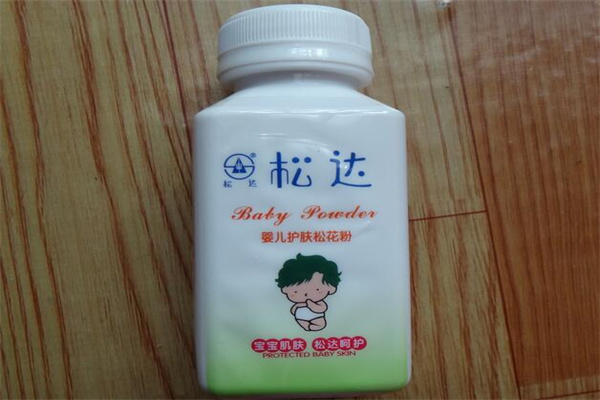 ® 松达
松达
Baby Powder
婴儿护肤松花粉
宝宝肌肤 松达呵护
PROTECTED BABY SKIN